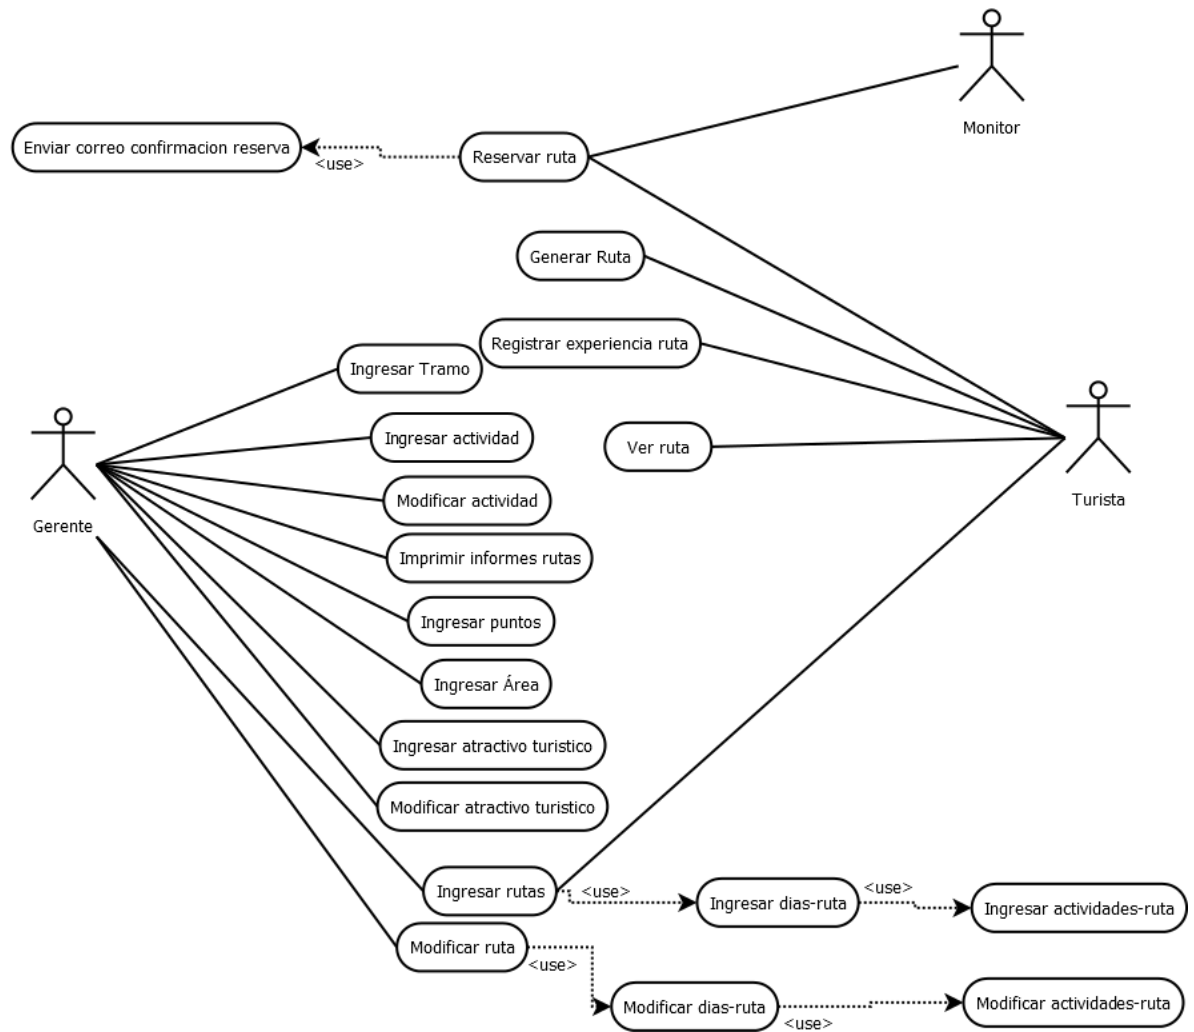 Monitor
Enviar correo confirmacion reserva
<use>
Reservar ruta
Generar Ruta
Registrar experiencia ruta
Ingresar Tramo
Ingresar actividad
Ver ruta
Turista
Gerente
Modificar actividad
Imprimir informes rutas
Ingresar puntos
Ingresar Área
Ingresar atractivo turistico
Modificar atractivo turistico
Ingresar rutas
<use>
Ingresar dias-ruta
<use>
Ingresar actividades-ruta
Modificar ruta
<use>
Modificar dias-ruta
<use>
Modificar actividades-ruta